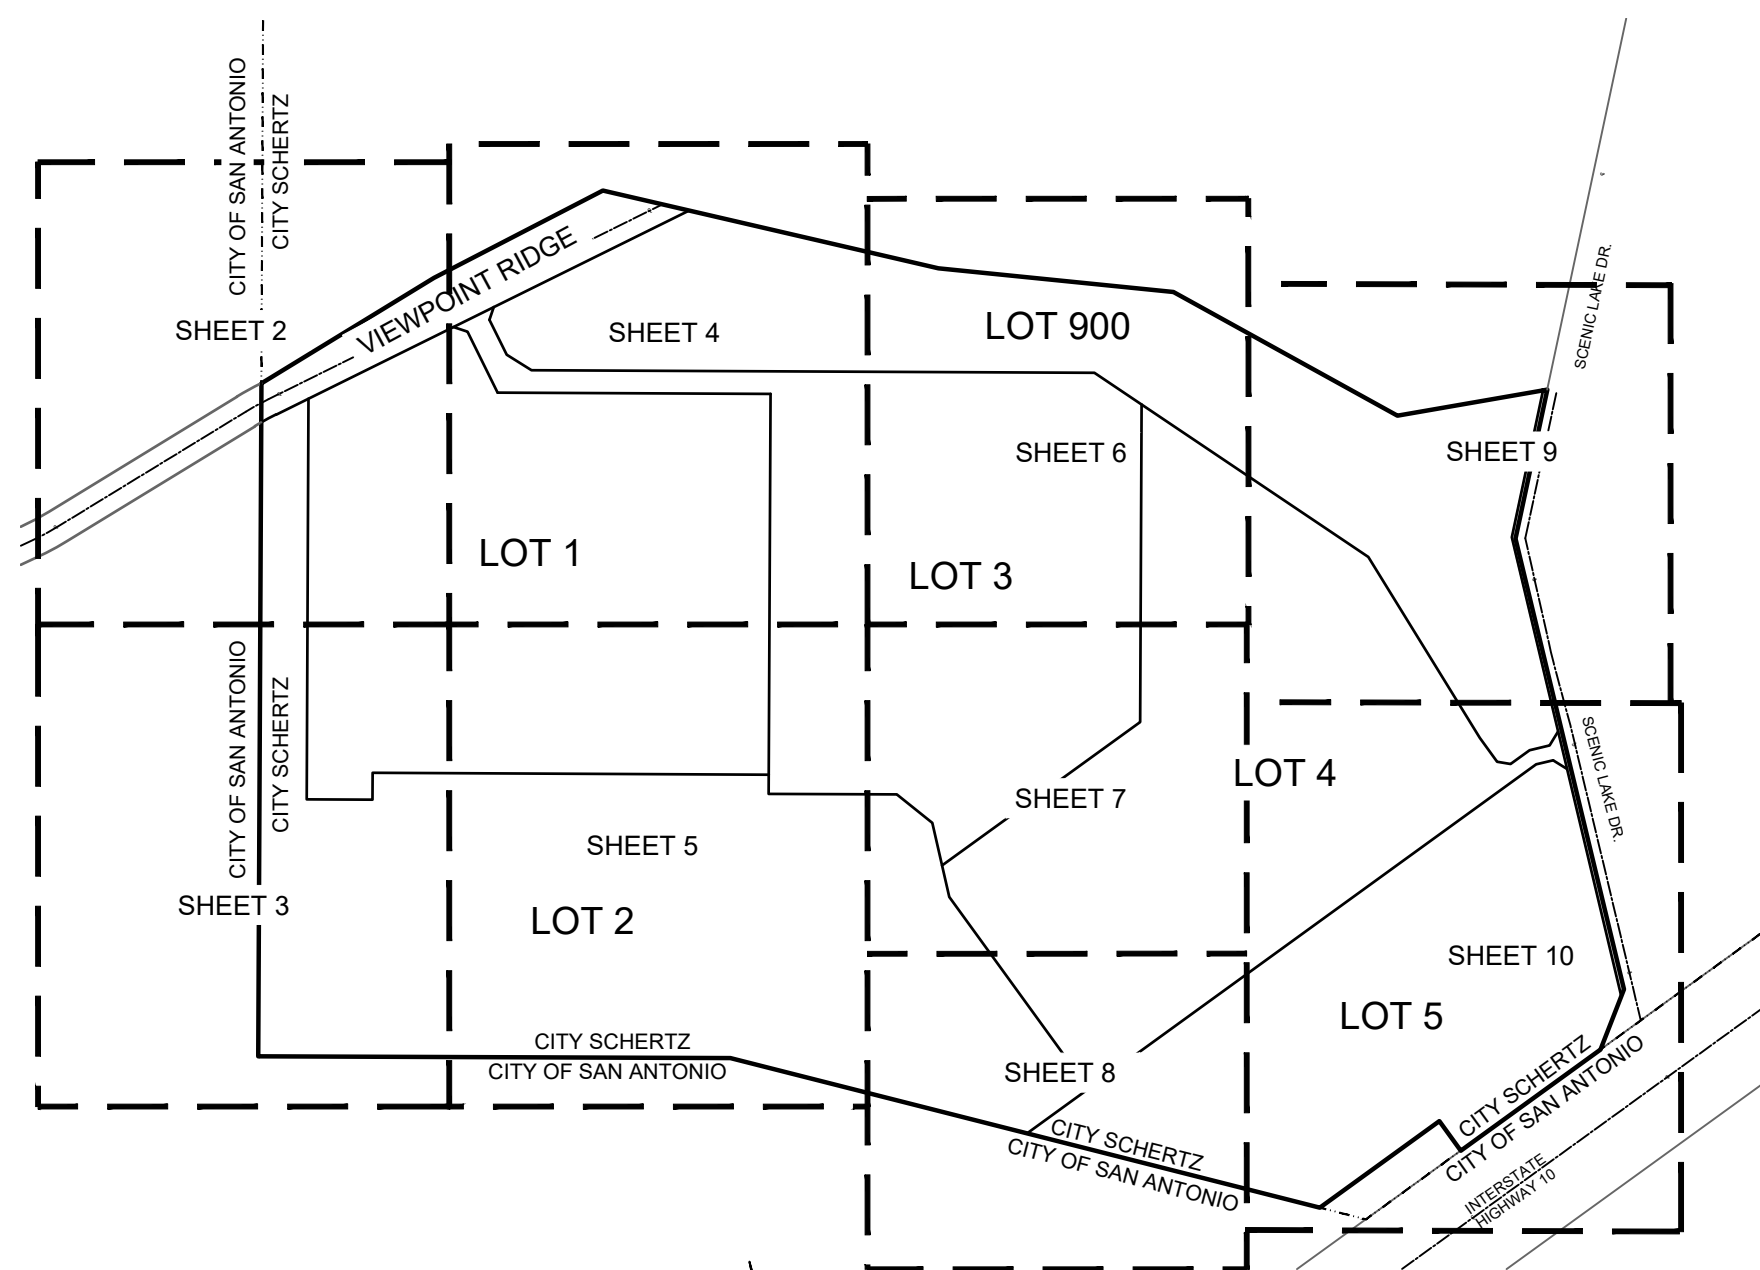 CITY OF SAN ANTONIO
CITY SCHERTZ
SHEET 2
VIEWPOINT RIDGE
SHEET 4
LOT 900
SCENIC LAKE DR.
SHEET 6
SHEET 9
LOT 1
LOT 3
CITY OF SAN ANTONIO
CITY SCHERTZ
SHEET 7
LOT 4
SCENIC LAKE DR.
SHEET 5
SHEET 3
LOT 2
SHEET 10
LOT 5
CITY SCHERTZ
CITY OF SAN ANTONIO
SHEET 8
CITY SCHERTZ
CITY OF SAN ANTONIO
CITY SCHERTZ
CITY OF SAN ANTONIO
INTERSTATE
HIGHWAY 10